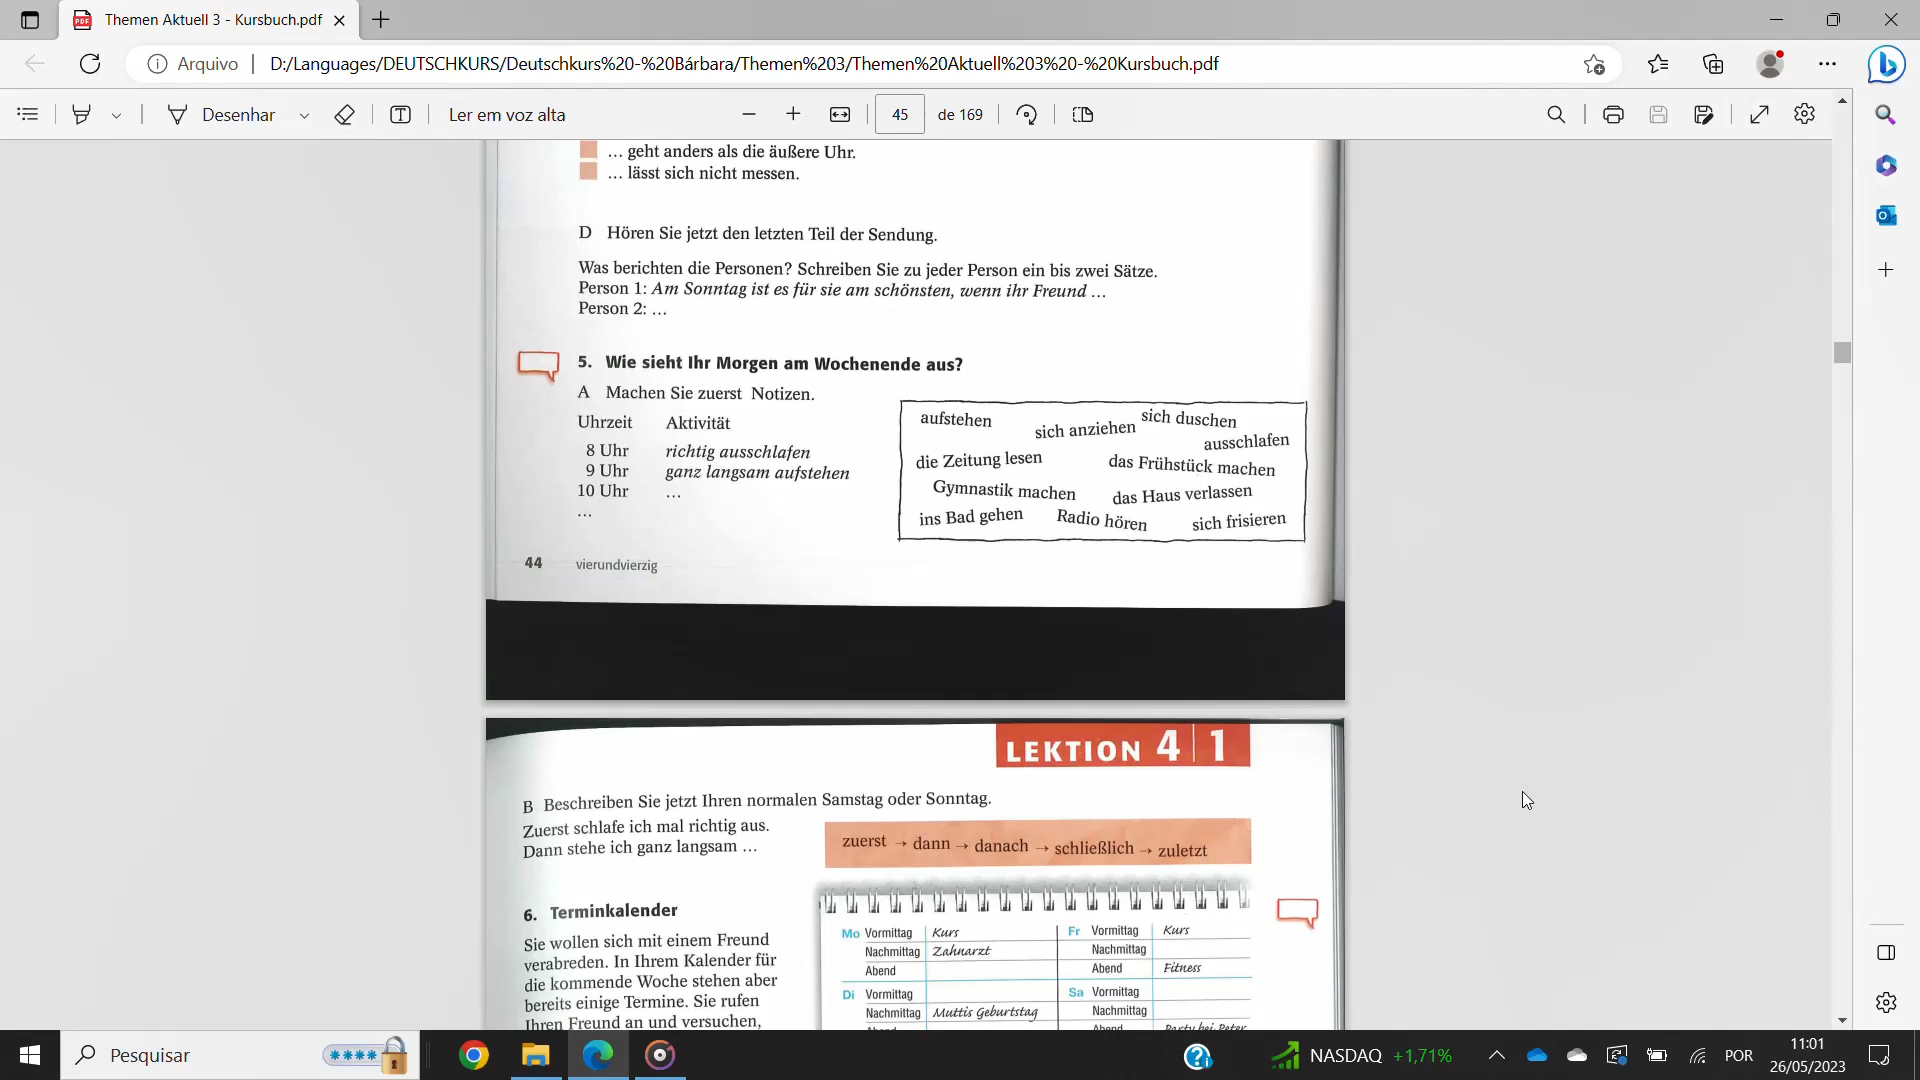 Themen Aktuell 3 - Kursbuch.pdf
Arquivo
D:/Languages/DEUTSCHKURS/Deutschkurs%20-%20Bárbara/Themen%203/Themen%20Aktuell%203%20-%20Kursbuch.pdf
Desenhar
Ler em voz alta
45 de 169
... geht anders als die äußere Uhr.
... lässt sich nicht messen.
D Hören Sie jetzt den letzten Teil der Sendung.
Was berichten die Personen? Schreiben Sie zu jeder Person ein bis zwei Sätze.
Person 1: Am Sonntag ist es für sie am schönsten, wenn ihr Freund ...
Person 2: ...
5. Wie sieht Ihr Morgen am Wochenende aus?
A Machen Sie zuerst Notizen.
Uhrzeit Aktivität
8 Uhr richtig ausschlafen
9 Uhr ganz langsam aufstehen
10 Uhr ...
...
aufstehen
sich anziehen
sich duschen
ausschlafen
die Zeitung lesen
das Frühstück machen
Gymnastik machen
das Haus verlassen
ins Bad gehen
Radio hören
sich frisieren
44 vierundvierzig
LEKTION 4 1
B Beschreiben Sie jetzt Ihren normalen Samstag oder Sonntag.
Zuerst schlafe ich mal richtig aus.
Dann stehe ich ganz langsam ...
zuerst → dann → danach → schließlich → zuletzt
6. Terminkalender
Sie wollen sich mit einem Freund
verabreden. In Ihrem Kalender für
die kommende Woche stehen aber
bereits einige Termine. Sie rufen
Ihren Freund an und versuchen,
Mo Vormittag Kurs
Nachmittag Zahnarzt
Abend
Di Vormittag
Nachmittag Muttis Geburtstag
Abend
Fr Vormittag Kurs
Nachmittag
Abend Fitness
Sa Vormittag
Nachmittag
Abend Party bei Peter
Pesquisar
NASDAQ +1,71%
POR
11:01
26/05/2023